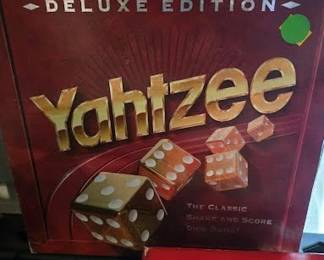 DELUXE EDITION
Yahtzee
THE CLASSIC
SHAKE AND SCORE
DICE GAME!